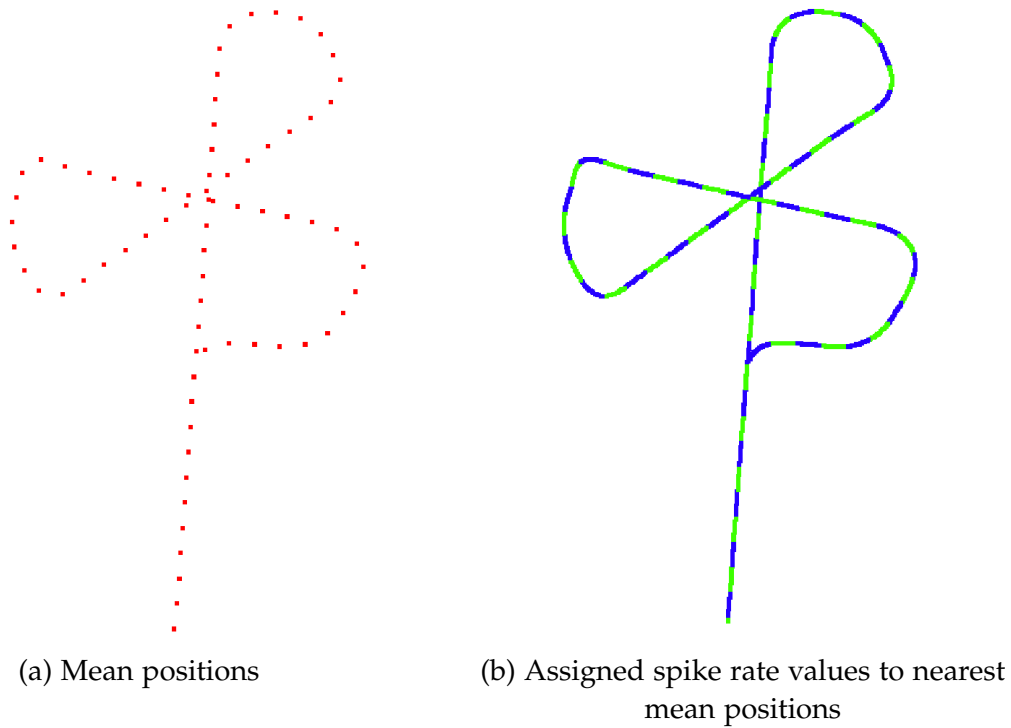 (a) Mean positions
(b) Assigned spike rate values to nearest
mean positions